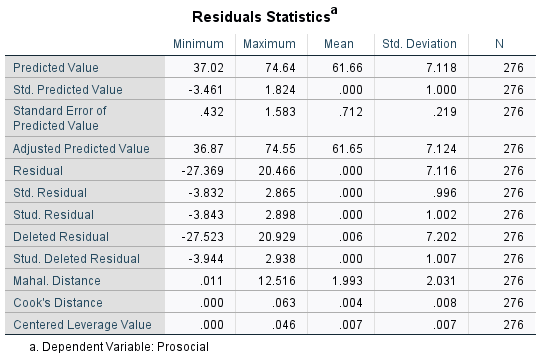 Residuals Statisticsa
Minimum Maximum Mean Std. Deviation N
Predicted Value 37.02 74.64 61.66 7.118 276
Std. Predicted Value -3.461 1.824 .000 1.000 276
Standard Error of
Predicted Value .432 1.583 .712 .219 276
Adjusted Predicted Value 36.87 74.55 61.65 7.124 276
Residual -27.369 20.466 .000 7.116 276
Std. Residual -3.832 2.865 .000 .996 276
Stud. Residual -3.843 2.898 .000 1.002 276
Deleted Residual -27.523 20.929 .006 7.202 276
Stud. Deleted Residual -3.944 2.938 .000 1.007 276
Mahal. Distance .011 12.516 1.993 2.031 276
Cook's Distance .000 .063 .004 .008 276
Centered Leverage Value .000 .046 .007 .007 276
a. Dependent Variable: Prosocial